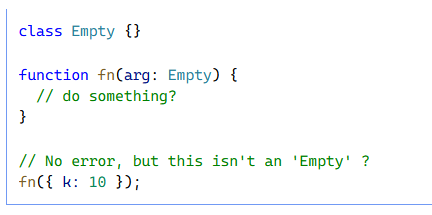 class Empty {}
function fn(arg: Empty) {
// do something?
}
// No error, but this isn't an 'Empty' ?
fn({ k: 10 });